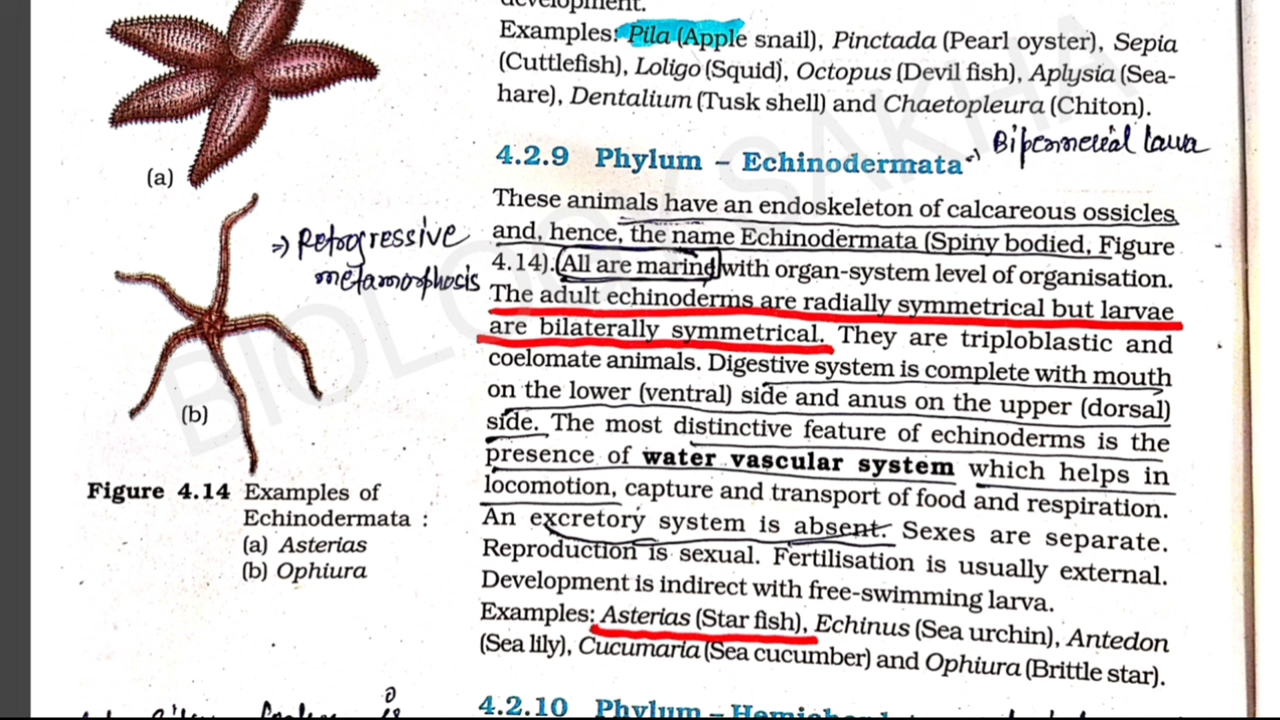 development.
Examples: Pila (Apple snail), Pinctada (Pearl oyster), Sepia
(Cuttlefish), Loligo (Squid), Octopus (Devil fish), Aplysia (Sea-
hare), Dentalium (Tusk shell) and Chaetopleura (Chiton).
4.2.9 Phylum – Echinodermata
These animals have an endoskeleton of calcareous ossicles
and, hence, the name Echinodermata (Spiny bodied, Figure
4.14). All are marine with organ-system level of organisation.
The adult echinoderms are radially symmetrical but larvae
are bilaterally symmetrical. They are triploblastic and
coelomate animals. Digestive system is complete with mouth
on the lower (ventral) side and anus on the upper (dorsal)
side. The most distinctive feature of echinoderms is the
presence of water vascular system which helps in
locomotion, capture and transport of food and respiration.
An excretory system is absent. Sexes are separate.
Reproduction is sexual. Fertilisation is usually external.
Development is indirect with free-swimming larva.
Examples: Asterias (Star fish), Echinus (Sea urchin), Antedon
(Sea lily), Cucumaria (Sea cucumber) and Ophiura (Brittle star).
4.2.10 Phylum – Hemichordata
(a)
⇒ Retrogressive
metamorphosis
(b)
Figure 4.14 Examples of
Echinodermata :
(a) Asterias
(b) Ophiura
BIOLOGY SAKHA